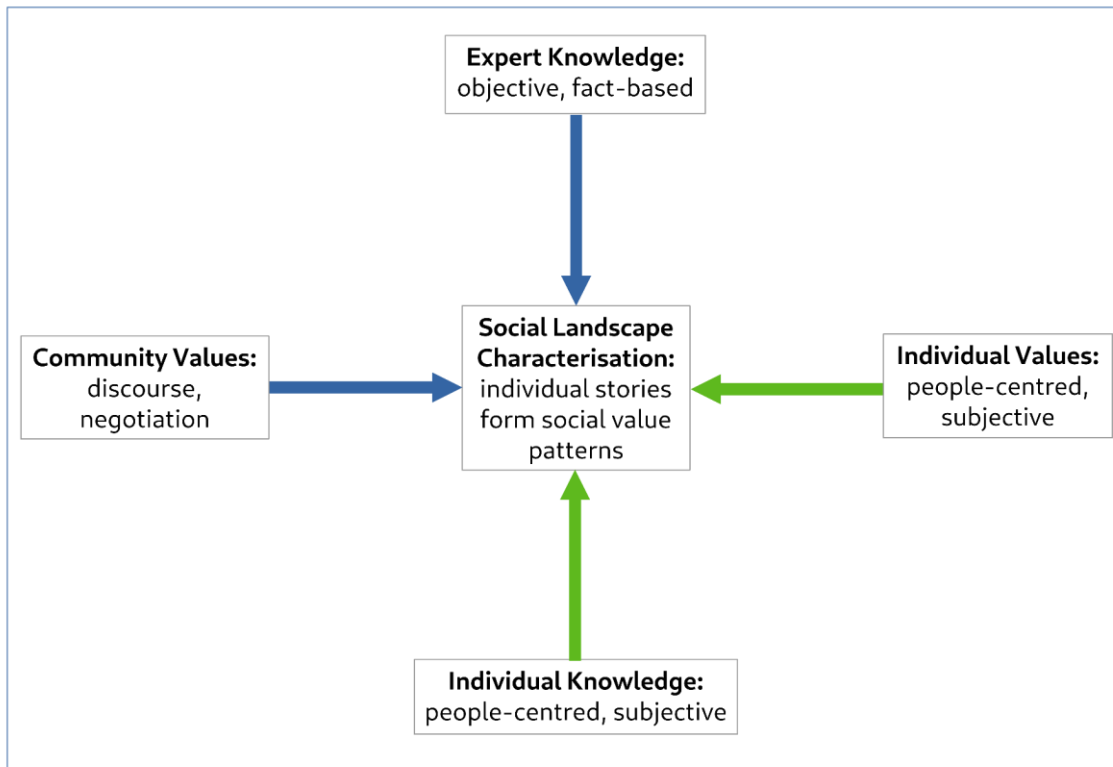 Expert Knowledge:
objective, fact-based
Community Values:
discourse,
negotiation
Social Landscape
Characterisation:
individual stories
form social value
patterns
Individual Values:
people-centred,
subjective
Individual Knowledge:
people-centred, subjective